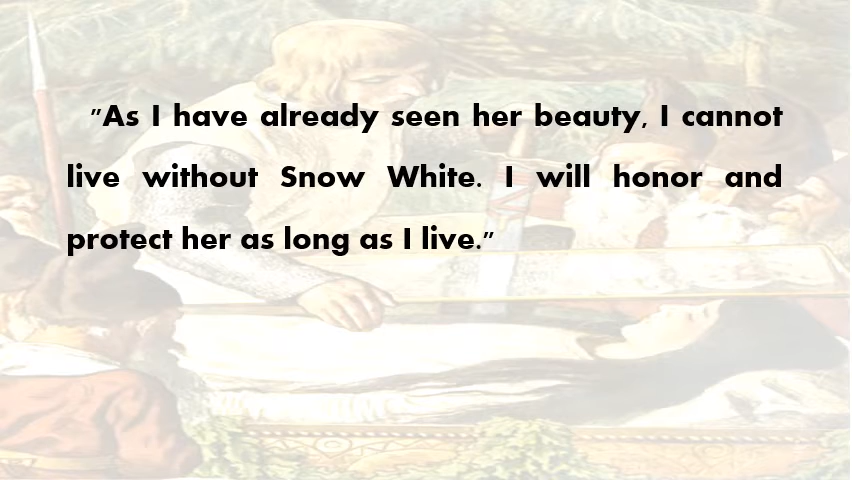 "As I have already seen her beauty, I cannot
live without Snow White. I will honor and
protect her as long as I live."